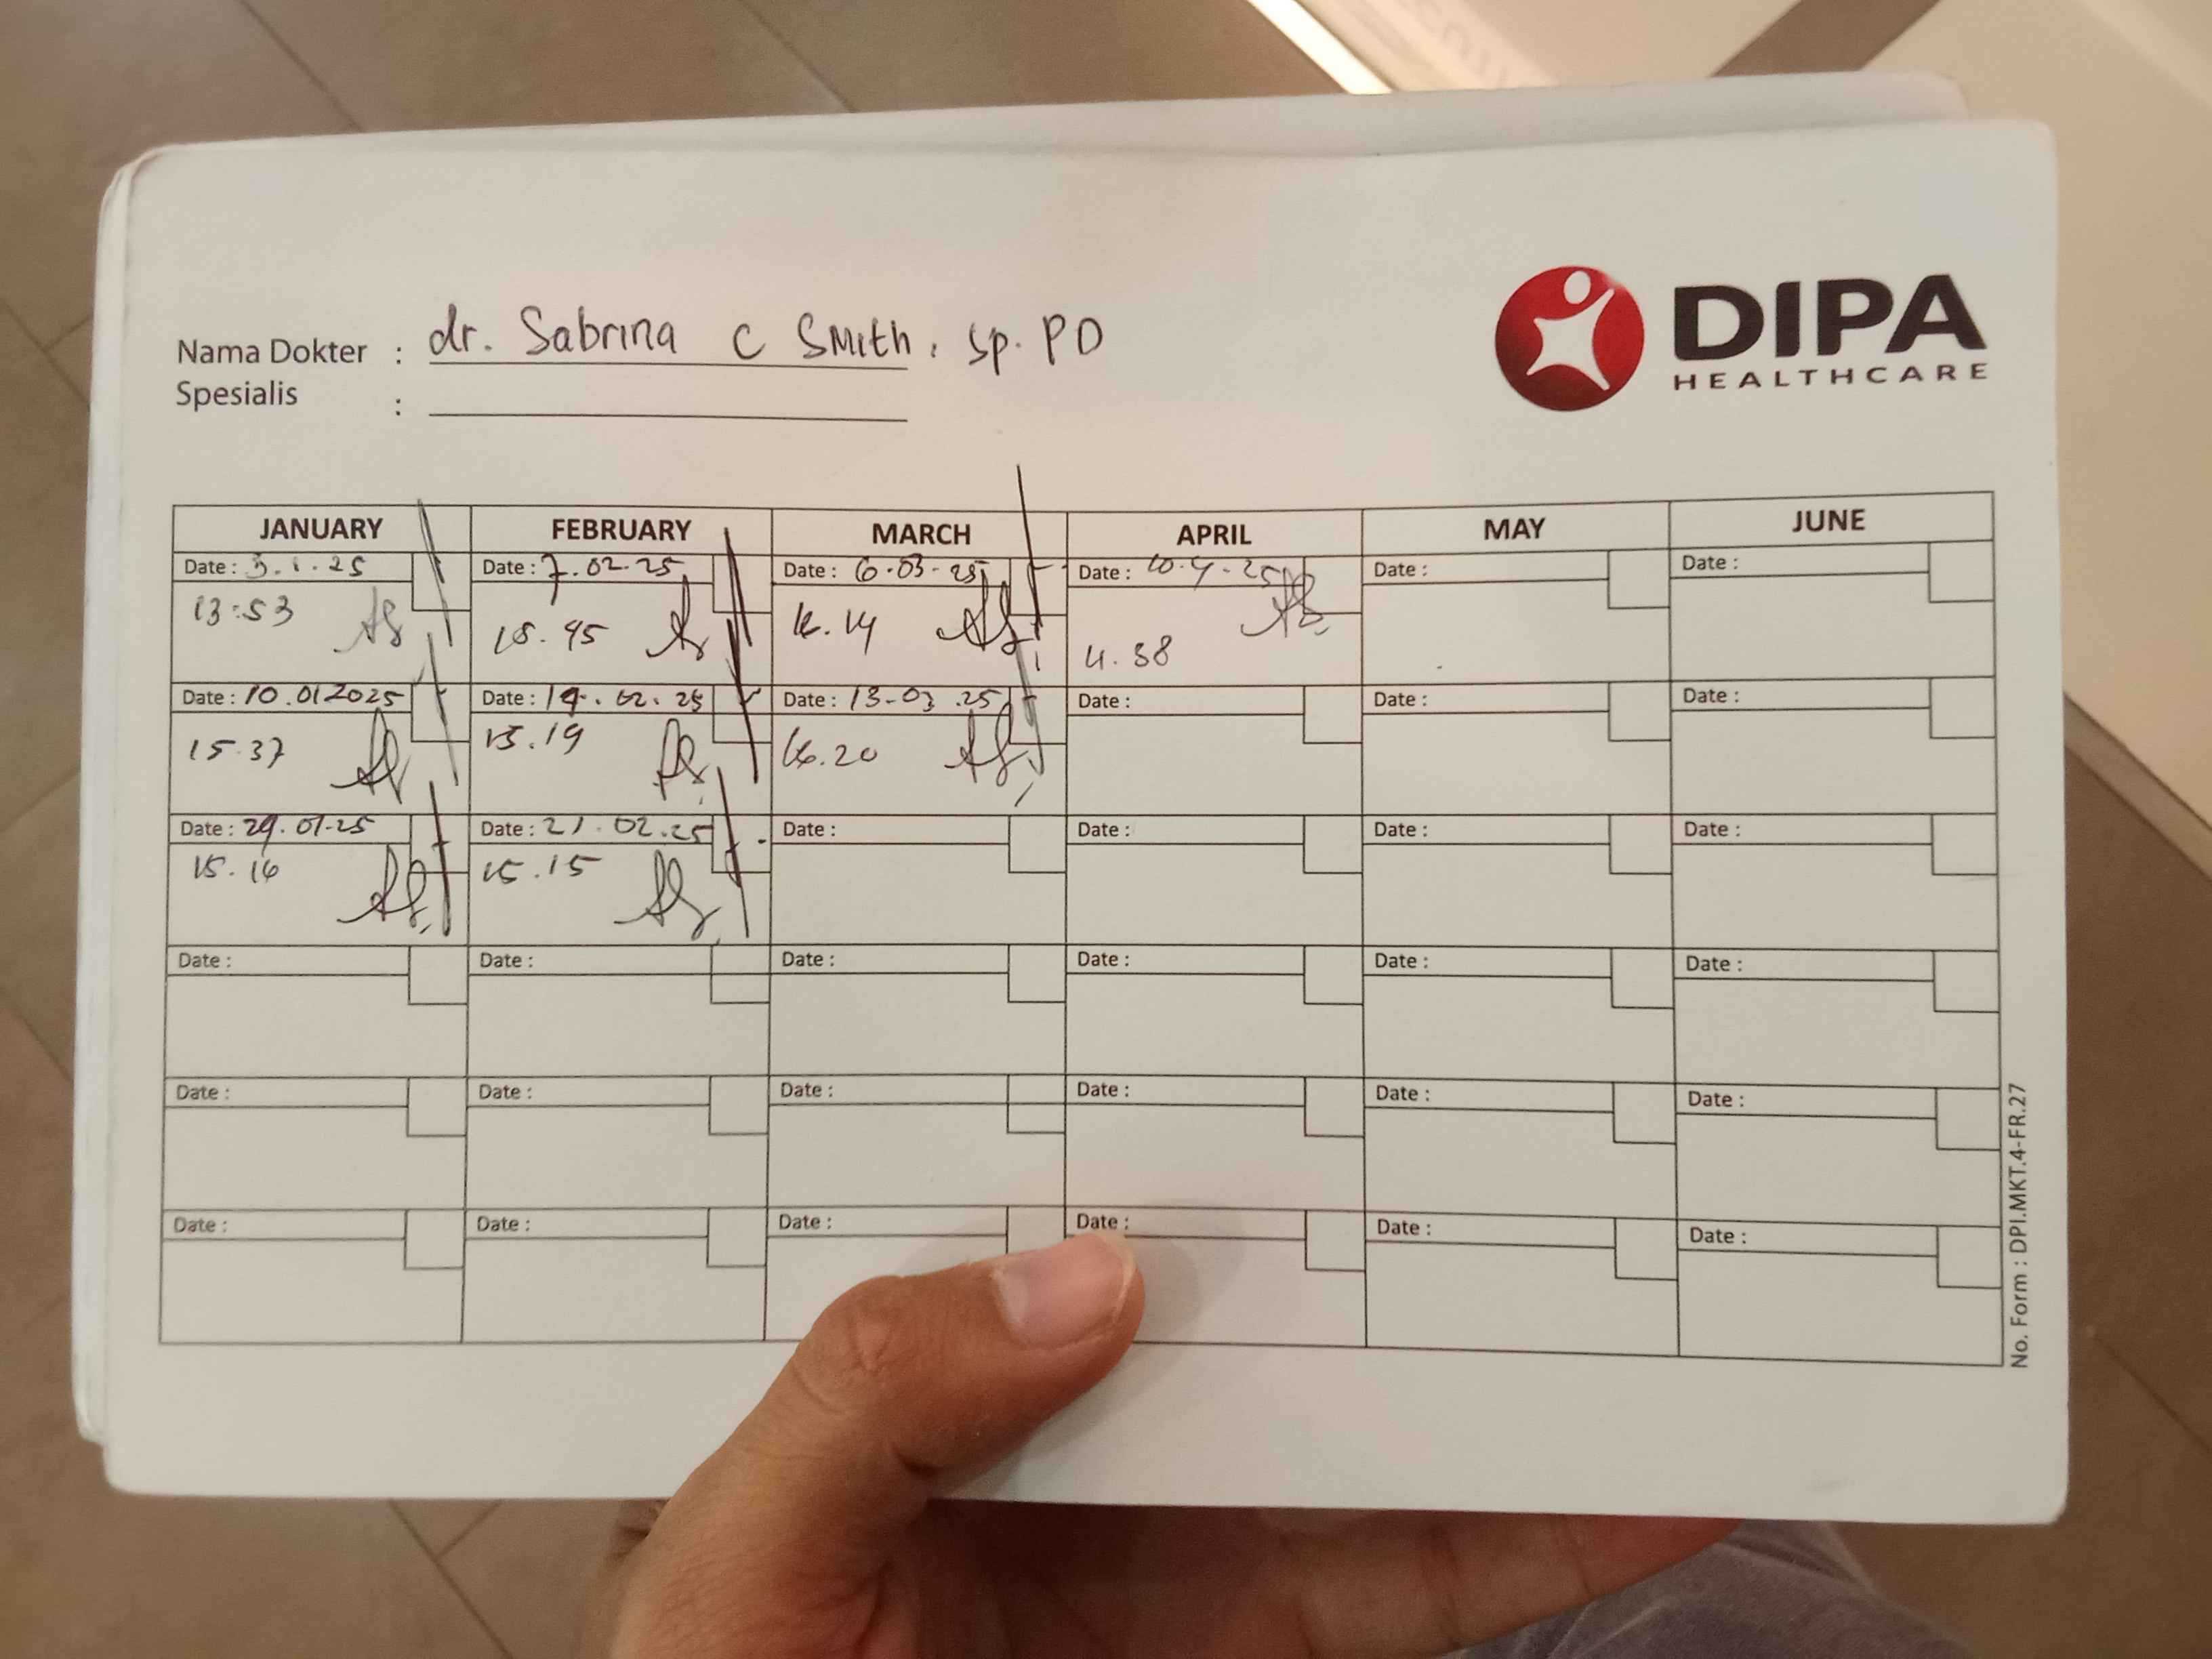 DIPA
HEALTHCARE
Nama Dokter : dr. Sabrina C Smith, Sp. PD
Spesialis :
JANUARY FEBRUARY MARCH APRIL MAY JUNE
Date : 3.1.25 Date : 7.02.25 Date : 6-03-25 Date : 10-4-25 Date : Date :
13:53 15.45 16.14
Date : 10.01 2025 Date : 14.02.25 Date : 13-03.25 Date : Date : Date :
15.37 15.19 16.20
Date : 29.01-25 Date : 21.02.25 Date : Date : Date : Date :
15.16 15.15
Date : Date : Date : Date : Date : Date :
Date : Date : Date : Date : Date : Date :
Date : Date : Date : Date : Date : Date :
No. Form : DPI.MKT.4-FR.27